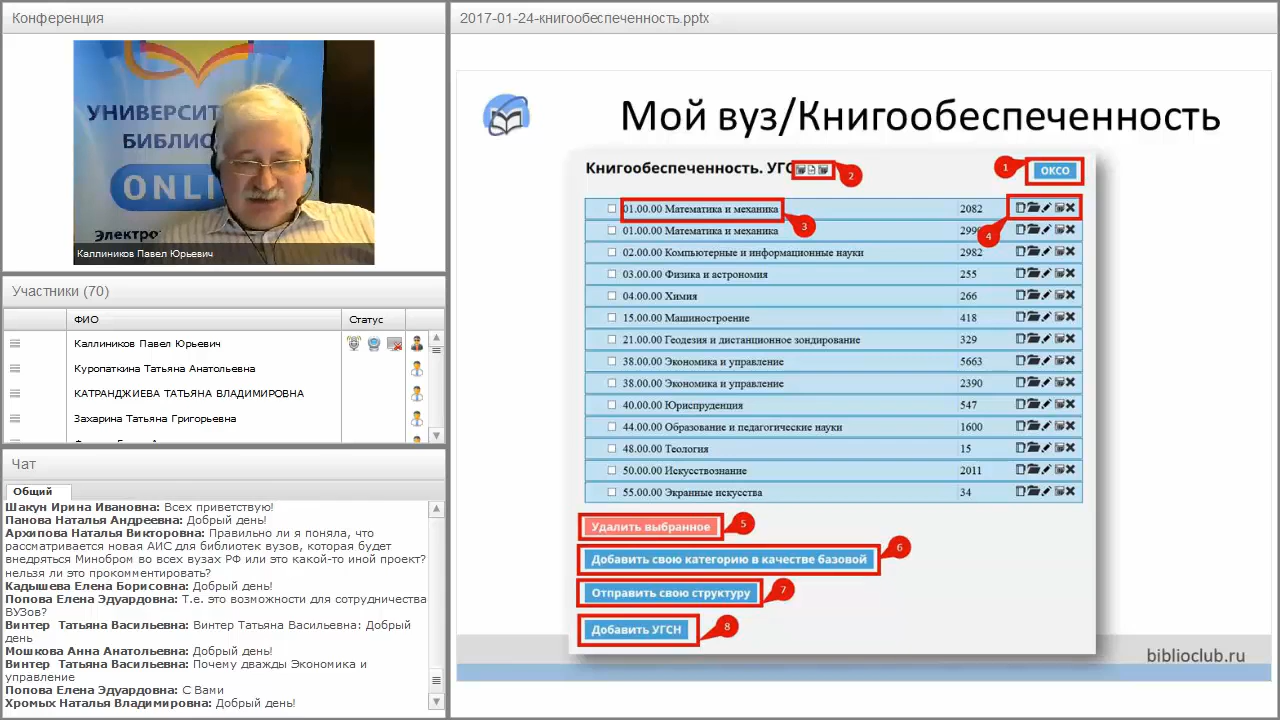 Конференция
УНИВЕРСИТ
БИБЛИО
ONLI
Электро
Каллиников Павел Юрьевич
Участники (70)
ФИО
Статус
Каллиников Павел Юрьевич
Куропаткина Татьяна Анатольевна
КАТРАНДЖИЕВА ТАТЬЯНА ВЛАДИМИРОВНА
Захарина Татьяна Григорьевна
Чат
Общий
Шакун Ирина Ивановна: Всех приветствую!
Панова Наталья Андреевна: Добрый день!
Архипова Наталья Викторовна: Правильно ли я поняла, что
рассматривается новая АИС для библиотек вузов, которая будет
внедряться Минобром во всех вузах РФ или это какой-то иной проект?
нельзя ли это прокомментировать?
Кадышева Елена Борисовна: Добрый день!
Попова Елена Эдуардовна: Т.е. это возможности для сотрудничества
ВУЗов?
Винтер Татьяна Васильевна: Винтер Татьяна Васильевна: Добрый
день
Мошкова Анна Анатольевна: Добрый день!
Винтер Татьяна Васильевна: Почему дважды Экономика и
управление
Попова Елена Эдуардовна: С Вами
Хромых Наталья Владимировна: Добрый день!
2017-01-24-книгообеспеченность.pptx
Мой вуз/Книгообеспеченность
Книгообеспеченность. УГС
2
1
ОКСО
01.00.00 Математика и механика 2082
3
4
01.00.00 Математика и механика
02.00.00 Компьютерные и информационные науки 2982
03.00.00 Физика и астрономия 255
04.00.00 Химия 266
15.00.00 Машиностроение 418
21.00.00 Геодезия и дистанционное зондирование 329
38.00.00 Экономика и управление 5663
38.00.00 Экономика и управление 2390
40.00.00 Юриспруденция 547
44.00.00 Образование и педагогические науки 1600
48.00.00 Теология 15
50.00.00 Искусствознание 2011
55.00.00 Экранные искусства 34
Удалить выбранное 5
Добавить свою категорию в качестве базовой 6
Отправить свою структуру 7
Добавить УГСН 8
biblioclub.ru